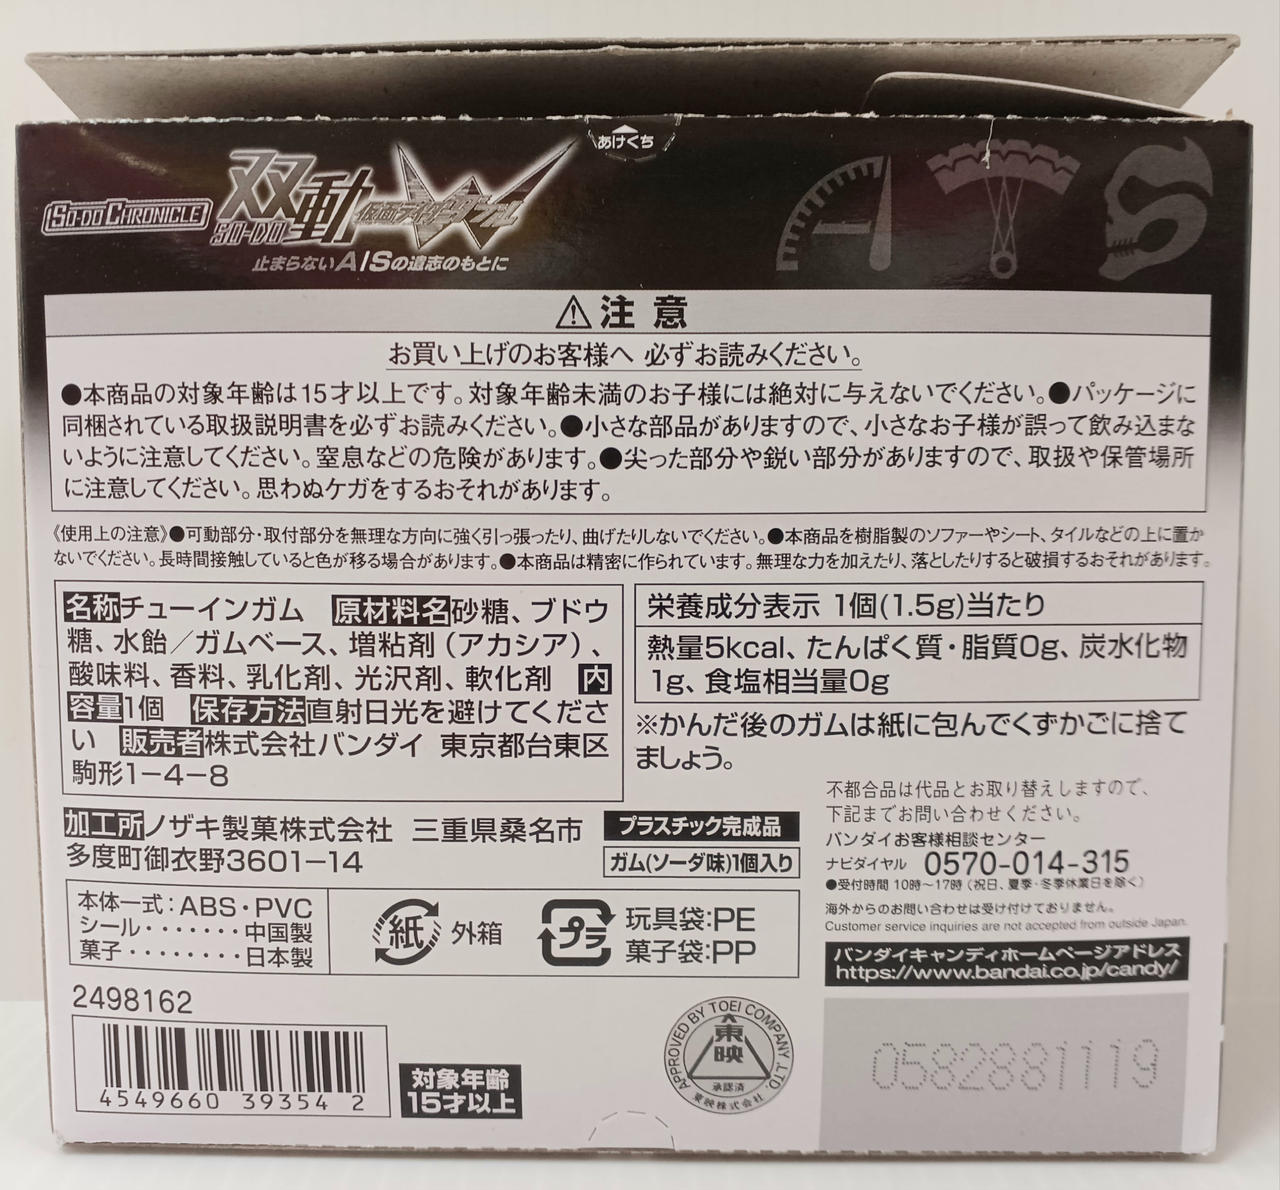 あけくち
SO-DO CHRONICLE
双動
SO-DO
仮面ライダーダブル
W
止まらないA/Sの遺志のもとに
⚠注 意
お買い上げのお客様へ 必ずお読みください。
●本商品の対象年齢は15才以上です。対象年齢未満のお子様には絶対に与えないでください。●パッケージに
同梱されている取扱説明書を必ずお読みください。●小さな部品がありますので、小さなお子様が誤って飲み込まな
いように注意してください。窒息などの危険があります。●尖った部分や鋭い部分がありますので、取扱や保管場所
に注意してください。思わぬケガをするおそれがあります。
《使用上の注意》●可動部分・取付部分を無理な方向に強く引っ張ったり、曲げたりしないでください。●本商品を樹脂製のソファーやシート、タイルなどの上に置か
ないでください。長時間接触していると色が移る場合があります。●本商品は精密に作られています。無理な力を加えたり、落としたりすると破損するおそれがあります。
名称チューインガム 原材料名砂糖、ブドウ
糖、水飴/ガムベース、増粘剤(アカシア)、
酸味料、香料、乳化剤、光沢剤、軟化剤 内
容量1個 保存方法直射日光を避けてくださ
い 販売者株式会社バンダイ 東京都台東区
駒形1-4-8
栄養成分表示 1個(1.5g)当たり
熱量5kcal、たんぱく質・脂質0g、炭水化物
1g、食塩相当量0g
※かんだ後のガムは紙に包んでくずかごに捨て
ましょう。
加工所ノザキ製菓株式会社 三重県桑名市
多度町御衣野3601-14
プラスチック完成品
ガム(ソーダ味)1個入り
不都合品は代品とお取り替えしますので、
下記までお問い合わせください。
バンダイお客様相談センター
ナビダイヤル 0570-014-315
●受付時間 10時〜17時(祝日、夏季・冬季休業日を除く)
海外からのお問い合わせは受け付けておりません。
Customer service inquiries are not accepted from outside Japan.
バンダイキャンディホームページアドレス
https://www.bandai.co.jp/candy/
本体一式:ABS・PVC
シール・・・・・・・中国製
菓子・・・・・・・・日本製
紙 外箱
プラ 玩具袋:PE
菓子袋:PP
2498162
4549660 39354 2
対象年齢
15才以上
APPROVED BY TOEI COMPANY,LTD.
東映
承認済
東映株式会社
0582881119